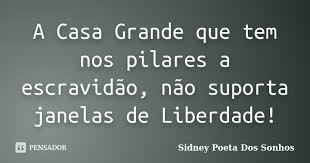 A Casa Grande que tem
nos pilares a
escravidão, não suporta
janelas de Liberdade!
PENSADOR
Sidney Poeta Dos Sonhos